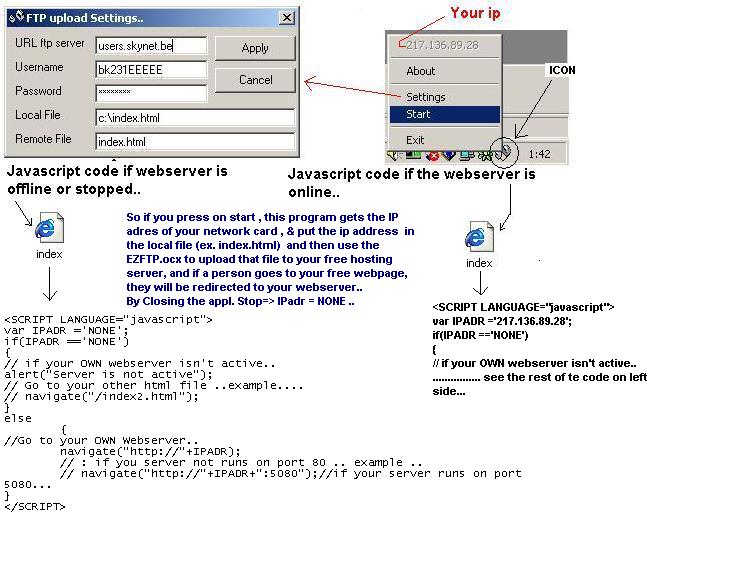 FTP upload Settings..
URL ftp server users.skynet.be
Apply
Username bk231EEEEE
Cancel
Password ××××××××
Local File c:\index.html
Remote File index.html
Your ip
217.136.89.28
About
Settings
Start
Exit
1:42
ICON
Javascript code if webserver is
offline or stopped..
Javascript code if the webserver is
online..
index
index
So if you press on start , this program gets the IP
adres of your network card , & put the ip address in
the local file (ex. index.html) and then use the
EZFTP.ocx to upload that file to your free hosting
server, and if a person goes to your free webpage,
they will be redirected to your webserver..
By Closing the appl. Stop=> IPadr = NONE ..
<SCRIPT LANGUAGE="javascript">
var IPADR ='NONE';
if(IPADR =='NONE')
{
// if your OWN webserver isn't active..
alert("Server is not active");
// Go to your other html file ..example....
// navigate("/index2.html");
}
else
{
//Go to your OWN Webserver..
navigate("http://"+IPADR);
// : if you server not runs on port 80 .. example ..
// navigate("http://"+IPADR+":5080");//if your server runs on port
5080...
}
</SCRIPT>
<SCRIPT LANGUAGE="javascript">
var IPADR ='217.136.89.28';
if(IPADR =='NONE')
{
// if your OWN webserver isn't active..
................ see the rest of te code on left
side...